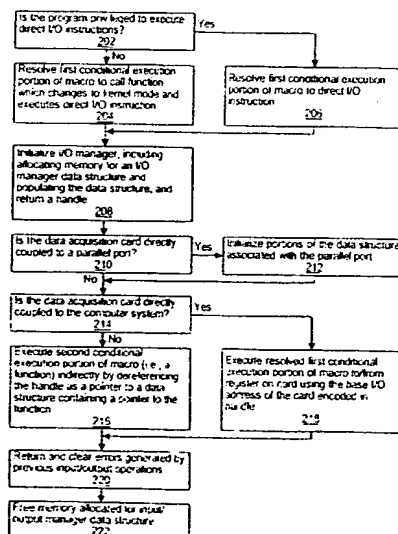 Is the program privileged to execute
direct I/O instructions?
202
Yes
No
Resolve first conditional execution
portion of macro to call function
which changes to kernel mode and
executes direct I/O instruction
204
Resolve first conditional execution
portion of macro to direct I/O
instruction
206
Initialize I/O manager, including
allocating memory for an I/O
manager data structure and
populating the data structure, and
return a handle
208
Is the data acquisition card directly
coupled to a parallel port?
210
Yes
Initialize portions of the data structure
associated with the parallel port
212
No
Is the data acquisition card directly
coupled to the computer system?
214
Yes
No
Execute second conditional
execution portion of macro (i.e., a
function) indirectly by dereferencing
the handle as a pointer to a data
structure containing a pointer to the
function
216
Execute resolved first conditional
execution portion of macro to/from
register on card using the base I/O
address of the card encoded in
handle
218
Return and clear errors generated by
previous input/output operations
220
Free memory allocated for input/
output manager data structure
222